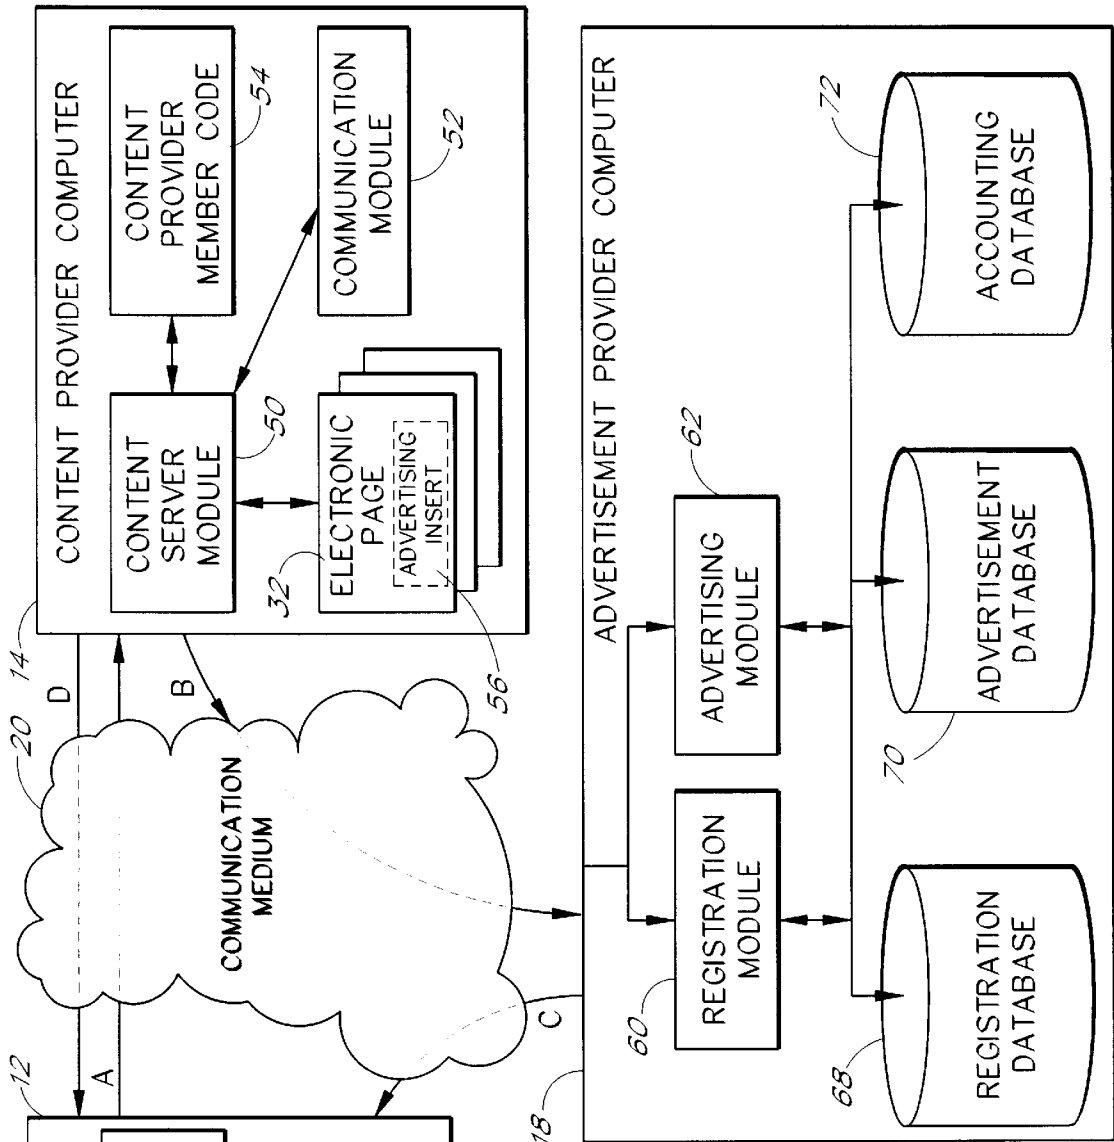 12
A
D
20
14
B
C
COMMUNICATION
MEDIUM
CONTENT PROVIDER COMPUTER
CONTENT
SERVER
MODULE
50
CONTENT
PROVIDER
MEMBER CODE
54
32
ELECTRONIC
PAGE
ADVERTISING
INSERT
56
COMMUNICATION
MODULE
52
18
ADVERTISEMENT PROVIDER COMPUTER
60
REGISTRATION
MODULE
62
ADVERTISING
MODULE
68
REGISTRATION
DATABASE
70
ADVERTISEMENT
DATABASE
72
ACCOUNTING
DATABASE